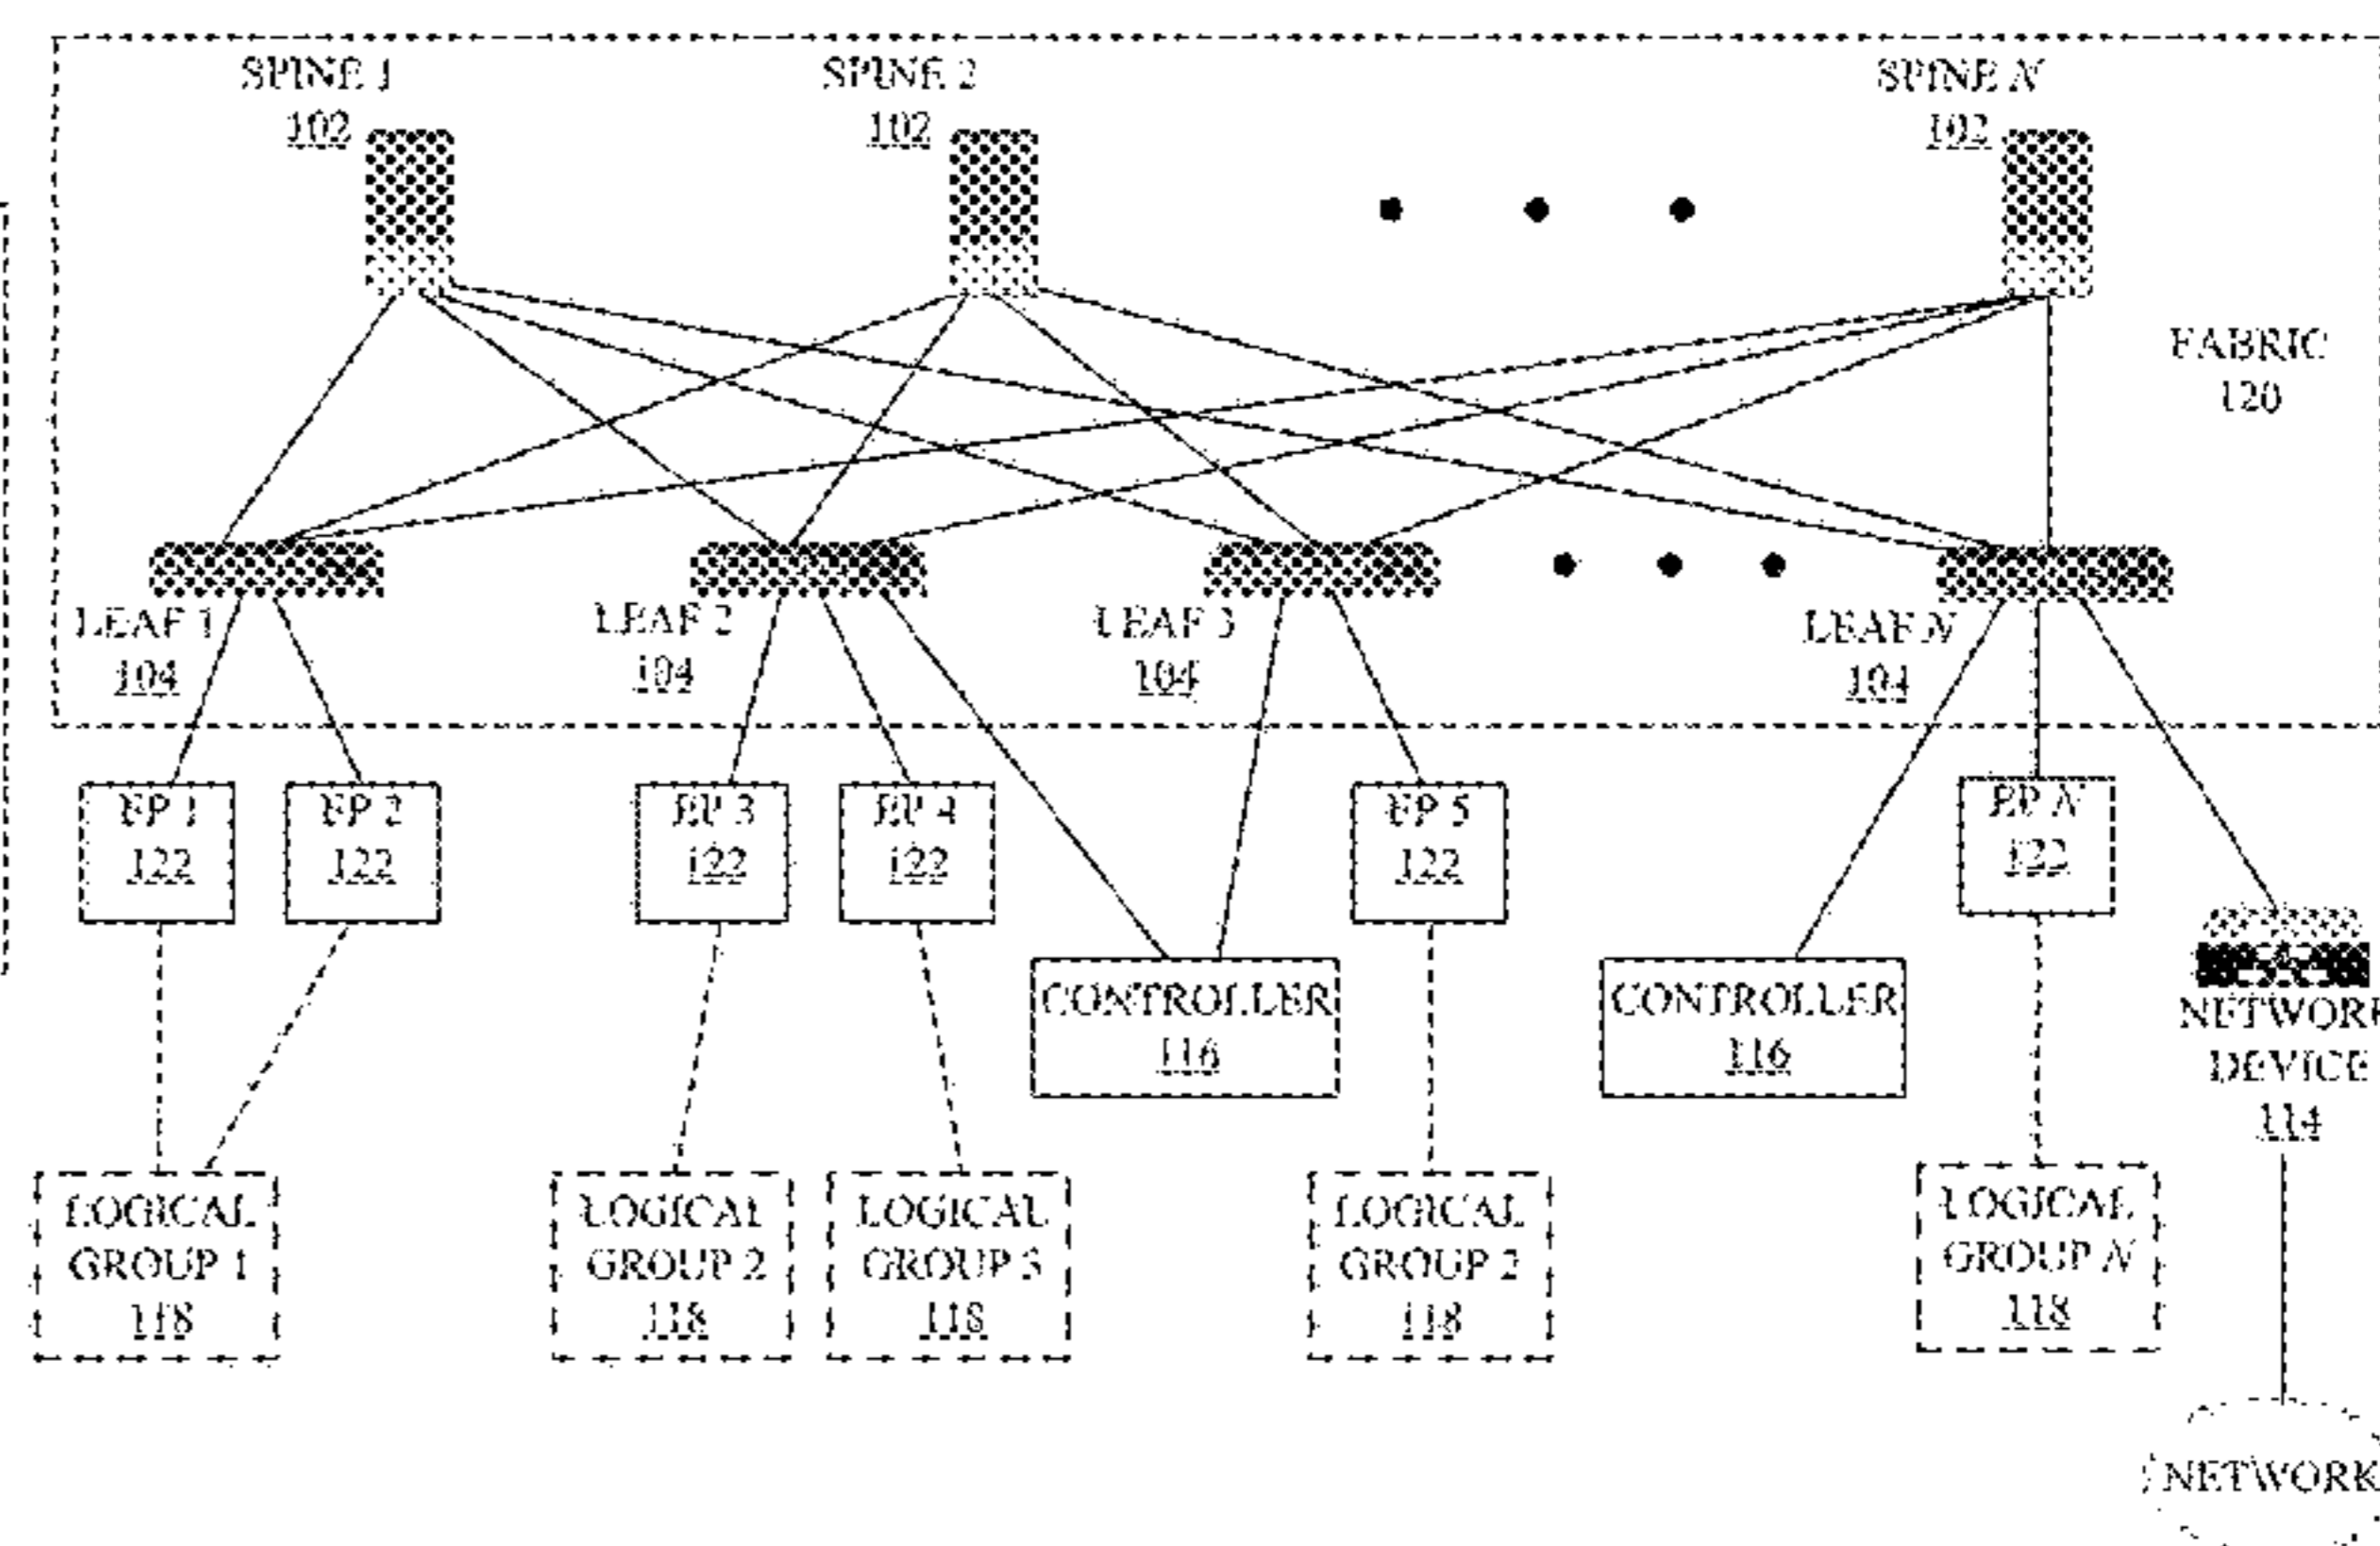 SPINE 1
102
SPINE 2
102
SPINE N
102
FABRIC
120
LEAF 1
104
LEAF 2
104
LEAF 3
104
LEAF N
104
EP 1
122
EP 2
122
EP 3
122
EP 4
122
EP 5
122
EP N
122
CONTROLLER
116
CONTROLLER
116
NETWORK
DEVICE
114
LOGICAL
GROUP 1
118
LOGICAL
GROUP 2
118
LOGICAL
GROUP 3
118
LOGICAL
GROUP 2
118
LOGICAL
GROUP N
118
NETWORK